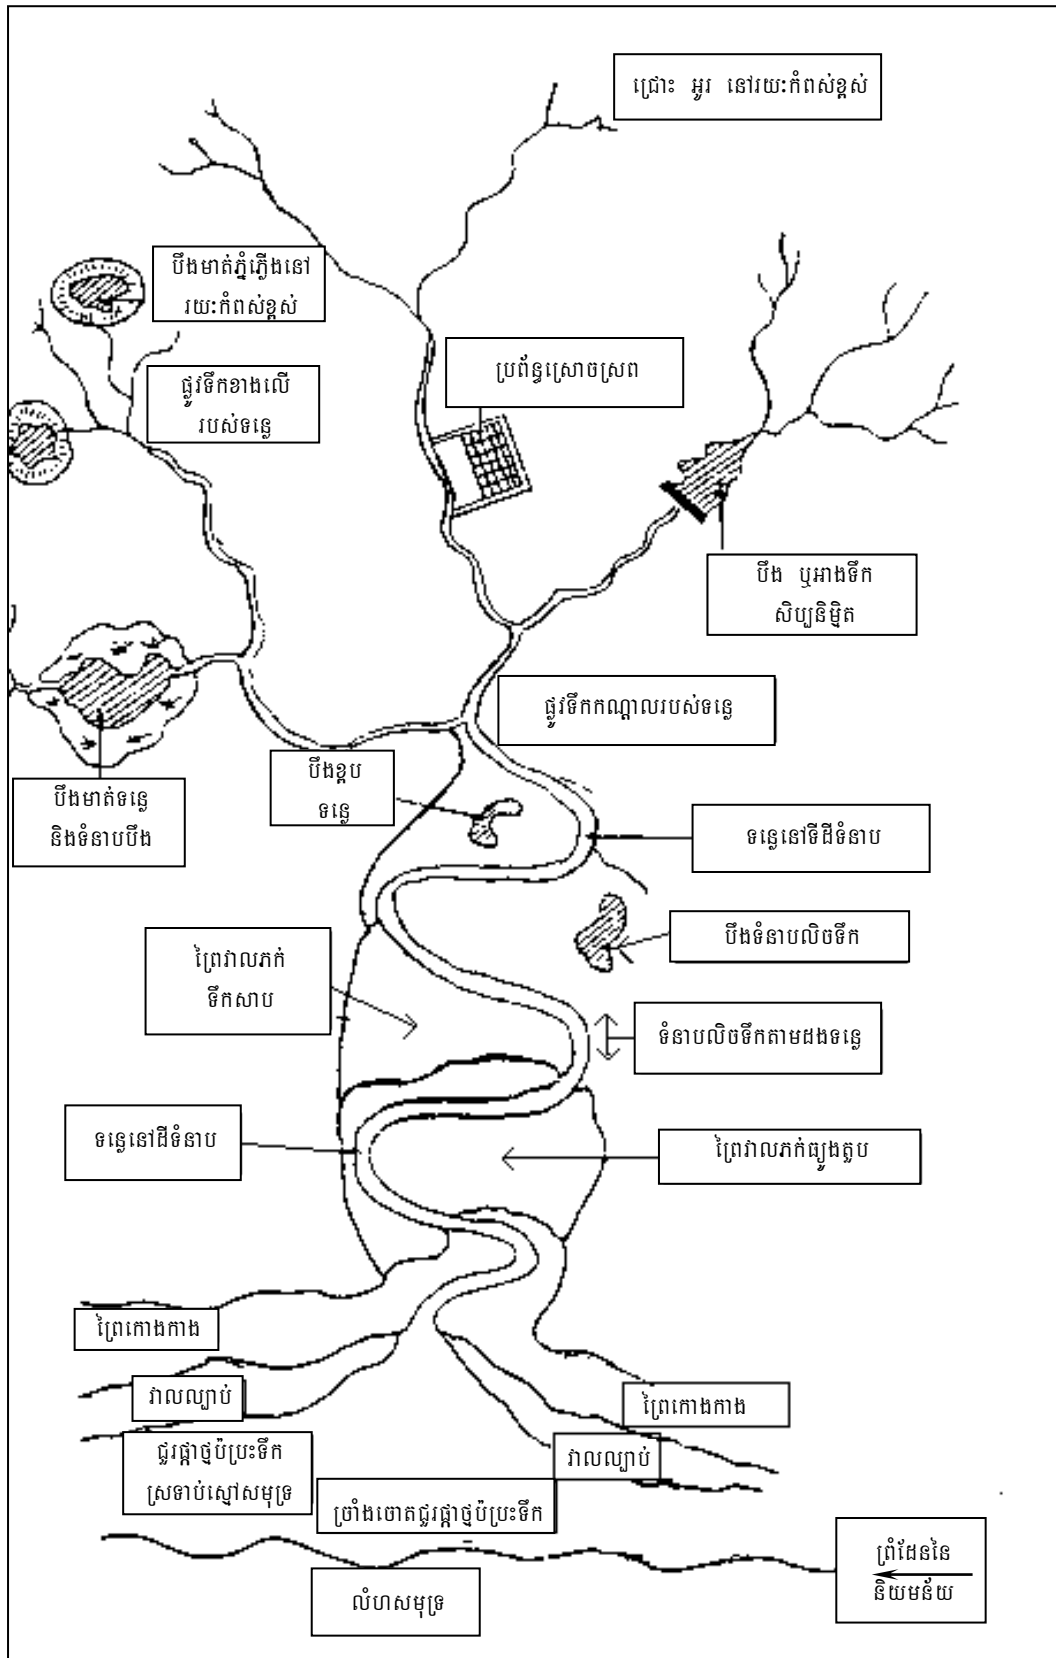 ជ្រោះ អូរ នៅរយៈកំពស់ខ្ពស់
បឹងមាត់ភ្នំភ្លើងនៅ
រយៈកំពស់ខ្ពស់
ប្រព័ន្ធស្រោចស្រព
ផ្លូវទឹកខាងលើ
របស់ទន្លេ
បឹង ឬអាងទឹក
សិប្បនិម្មិត
ផ្លូវទឹកកណ្ដាលរបស់ទន្លេ
បឹងខ្ពប
ទន្លេ
បឹងមាត់ទន្លេ
និងទំនាបបឹង
ទន្លេនៅទីដីទំនាប
បឹងទំនាបលិចទឹក
ព្រៃវាលភក់
ទឹកសាប
ទំនាបលិចទឹកតាមដងទន្លេ
ទន្លេនៅដីទំនាប
ព្រៃវាលភក់ធ្យូងតួប
ព្រៃកោងកាង
វាលល្បាប់
ព្រៃកោងកាង
ជួរផ្កាថ្មប៉ប្រះទឹក
ស្រទាប់ស្មៅសមុទ្រ
វាលល្បាប់
ច្រាំងចោតជួរផ្កាថ្មប៉ប្រះទឹក
ព្រំដែននៃ
និយមន័យ
លំហសមុទ្រ